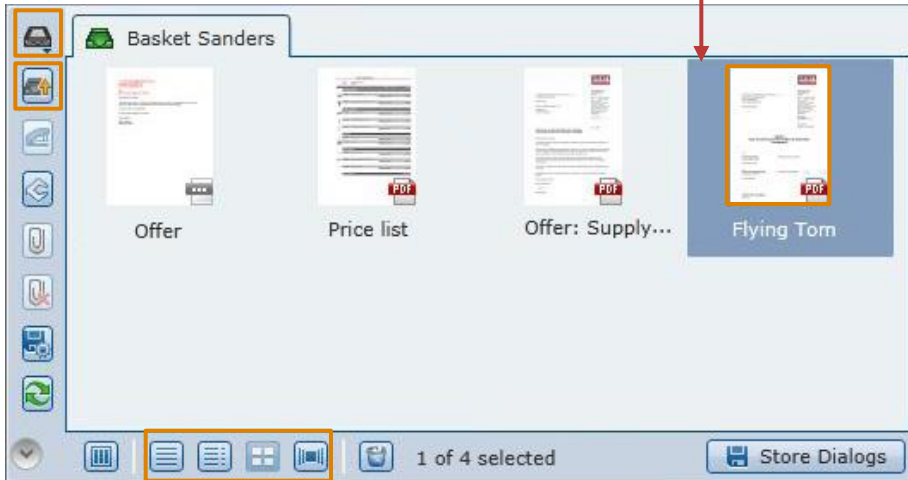 Basket Sanders
PDF
PDF
PDF
Offer
Price list
Offer: Supply...
Flying Tom
1 of 4 selected
Store Dialogs